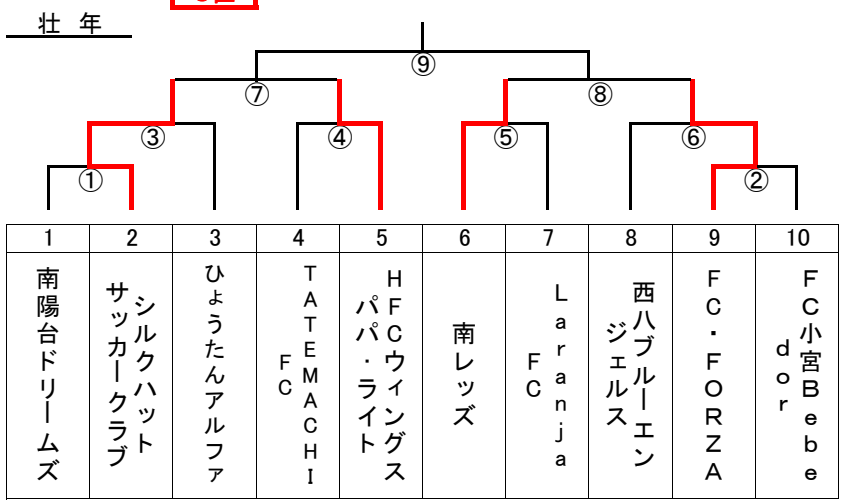 壮 年
⑨
⑦
⑧
③
④
⑤
⑥
①
②
1
2
3
4
5
6
7
8
9
10
南陽台ドリームズ
シルクハット
サッカークラブ
ひょうたんアルファ
TATEMACHI
FC
HFCウィングス
パパ・ライト
南レッズ
Laranja
FC
西八ブルーエン
ジェルス
FC・FORZA
FC小宮Bebe
dor